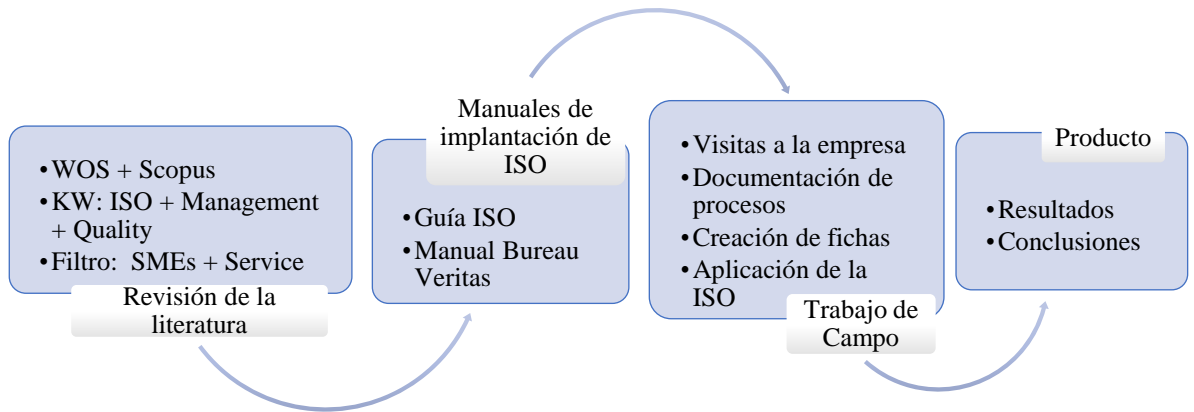 •WOS + Scopus
•KW: ISO + Management
+ Quality
•Filtro:  SMEs + Service
Revisión de la
literatura
Manuales de
implantación de
ISO
•Guía ISO
•Manual Bureau
Veritas
•Visitas a la empresa
•Documentación de
procesos
•Creación de fichas
•Aplicación de la
ISO
Trabajo de
Campo
Producto
•Resultados
•Conclusiones